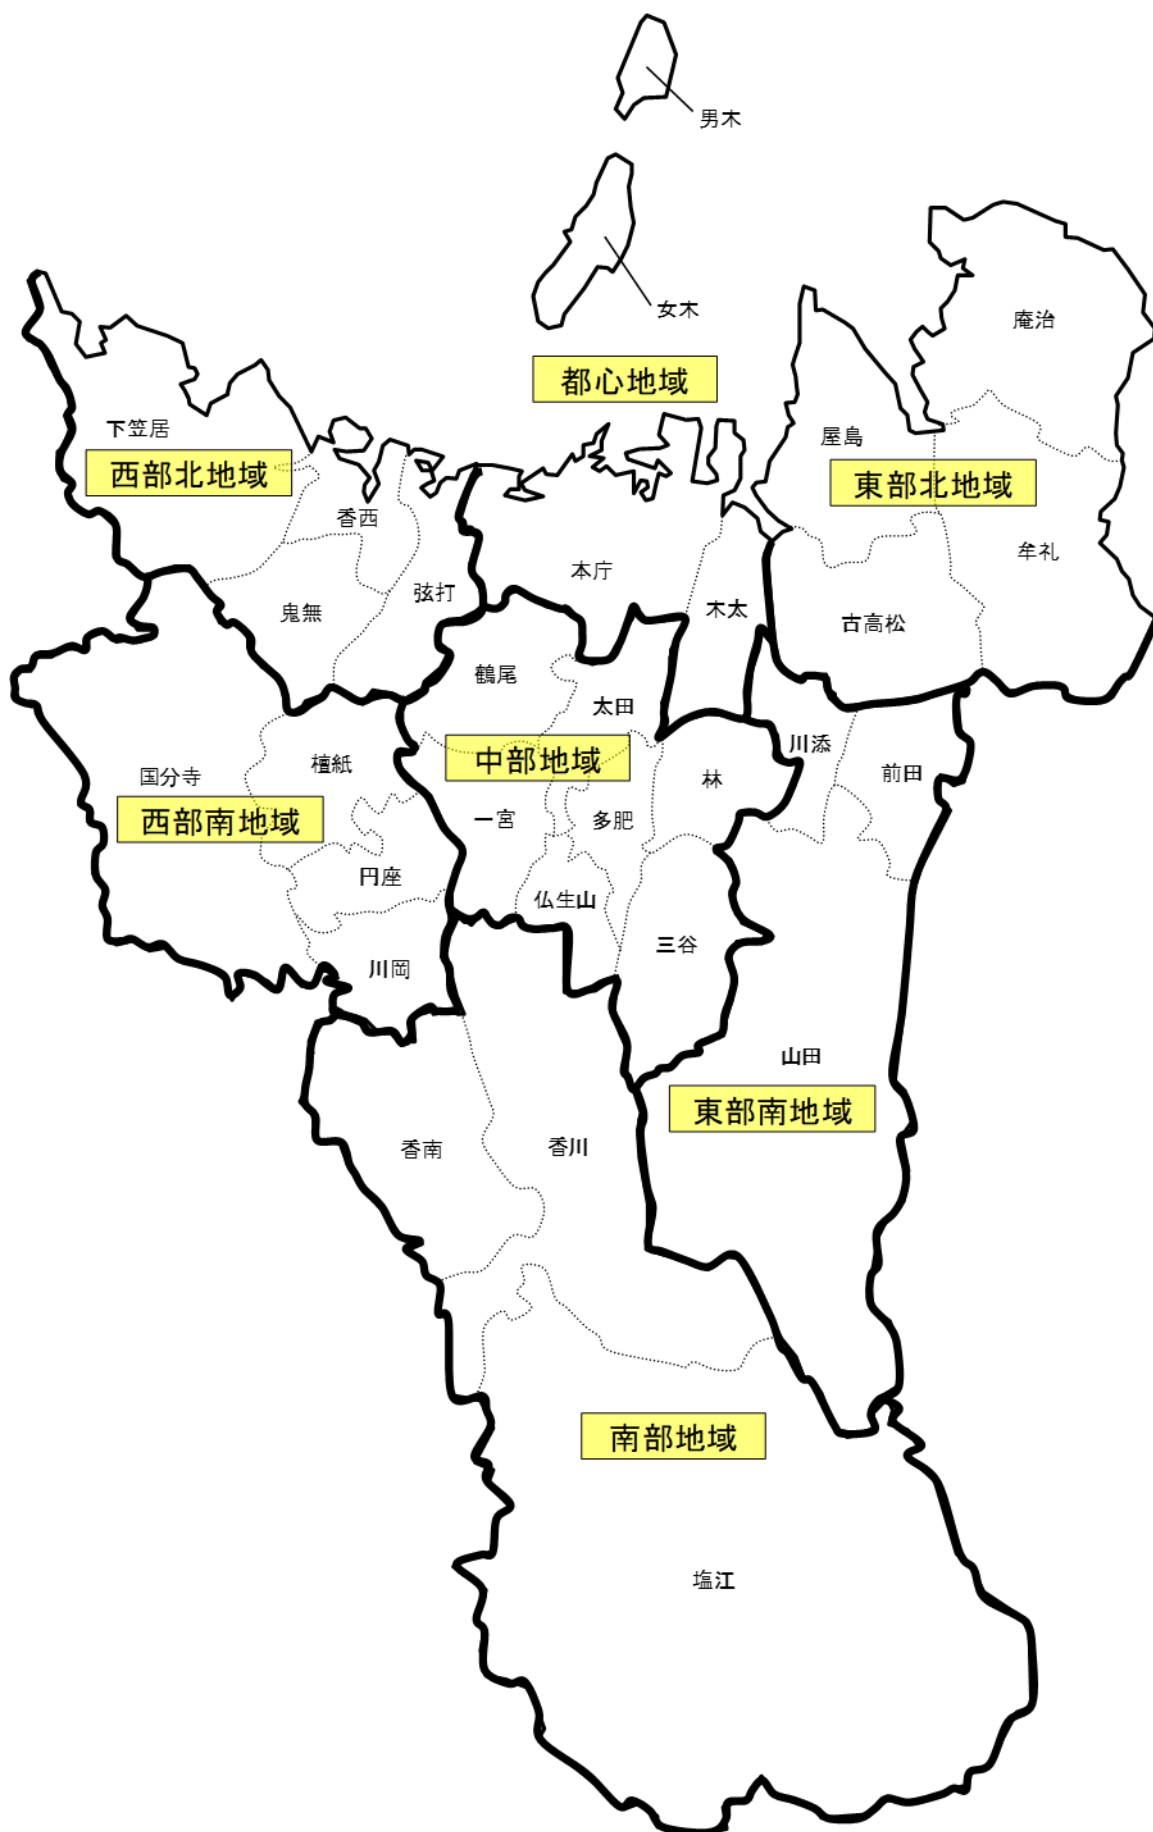 男木
女木
庵治
都心地域
下笠居
屋島
西部北地域
東部北地域
香西
本庁
牟礼
弦打
木太
鬼無
古高松
鶴尾
太田
川添
中部地域
檀紙
国分寺
林
前田
西部南地域
一宮
多肥
円座
仏生山
三谷
川岡
山田
東部南地域
香南
香川
南部地域
塩江